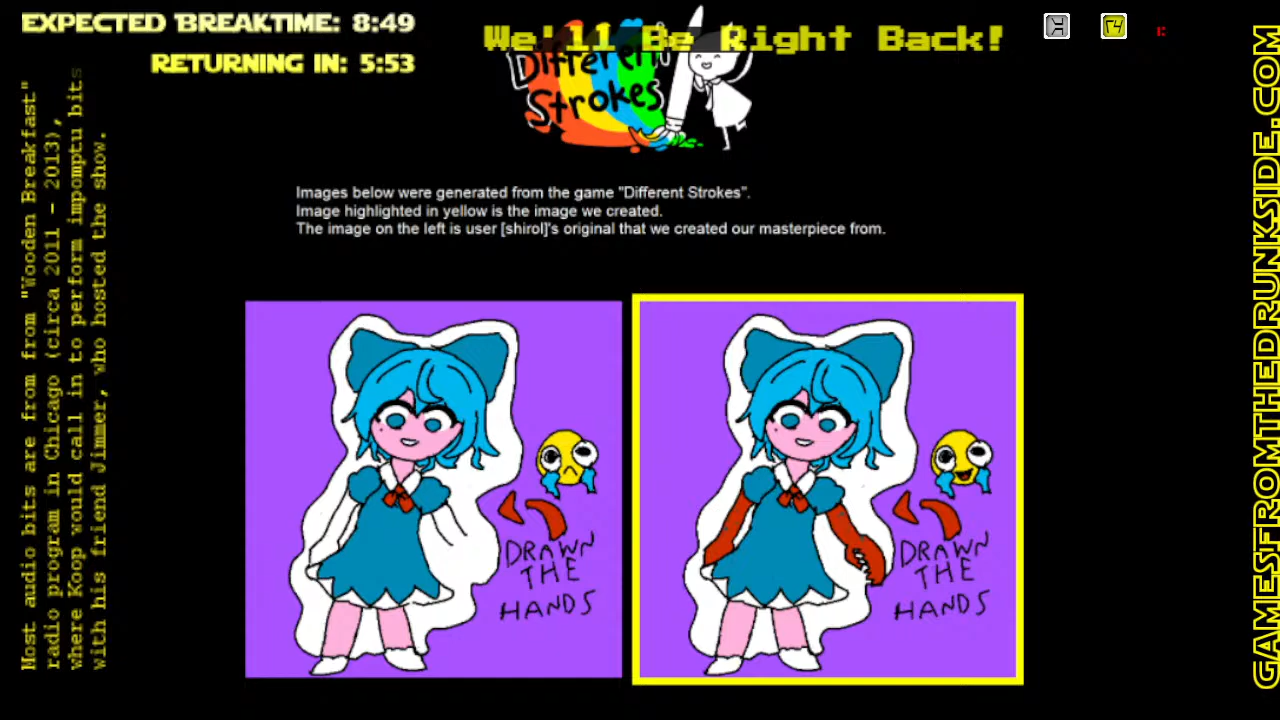 EXPECTED BREAKTIME: 8:49
RETURNING IN: 5:53
We'll Be Right Back!
Different
Strokes
Images below were generated from the game "Different Strokes".
Image highlighted in yellow is the image we created.
The image on the left is user [shirol]'s original that we created our masterpiece from.
Most audio bits are from from "Wooden Breakfast"
radio program in Chicago (circa 2011 - 2013),
where Koop would call in to perform impomptu bits
with his friend Jimmer, who hosted the show.
DRAWN
THE
HANDS
DRAWN
THE
HANDS
GAMESFROMTHEDRUNKSIDE.COM